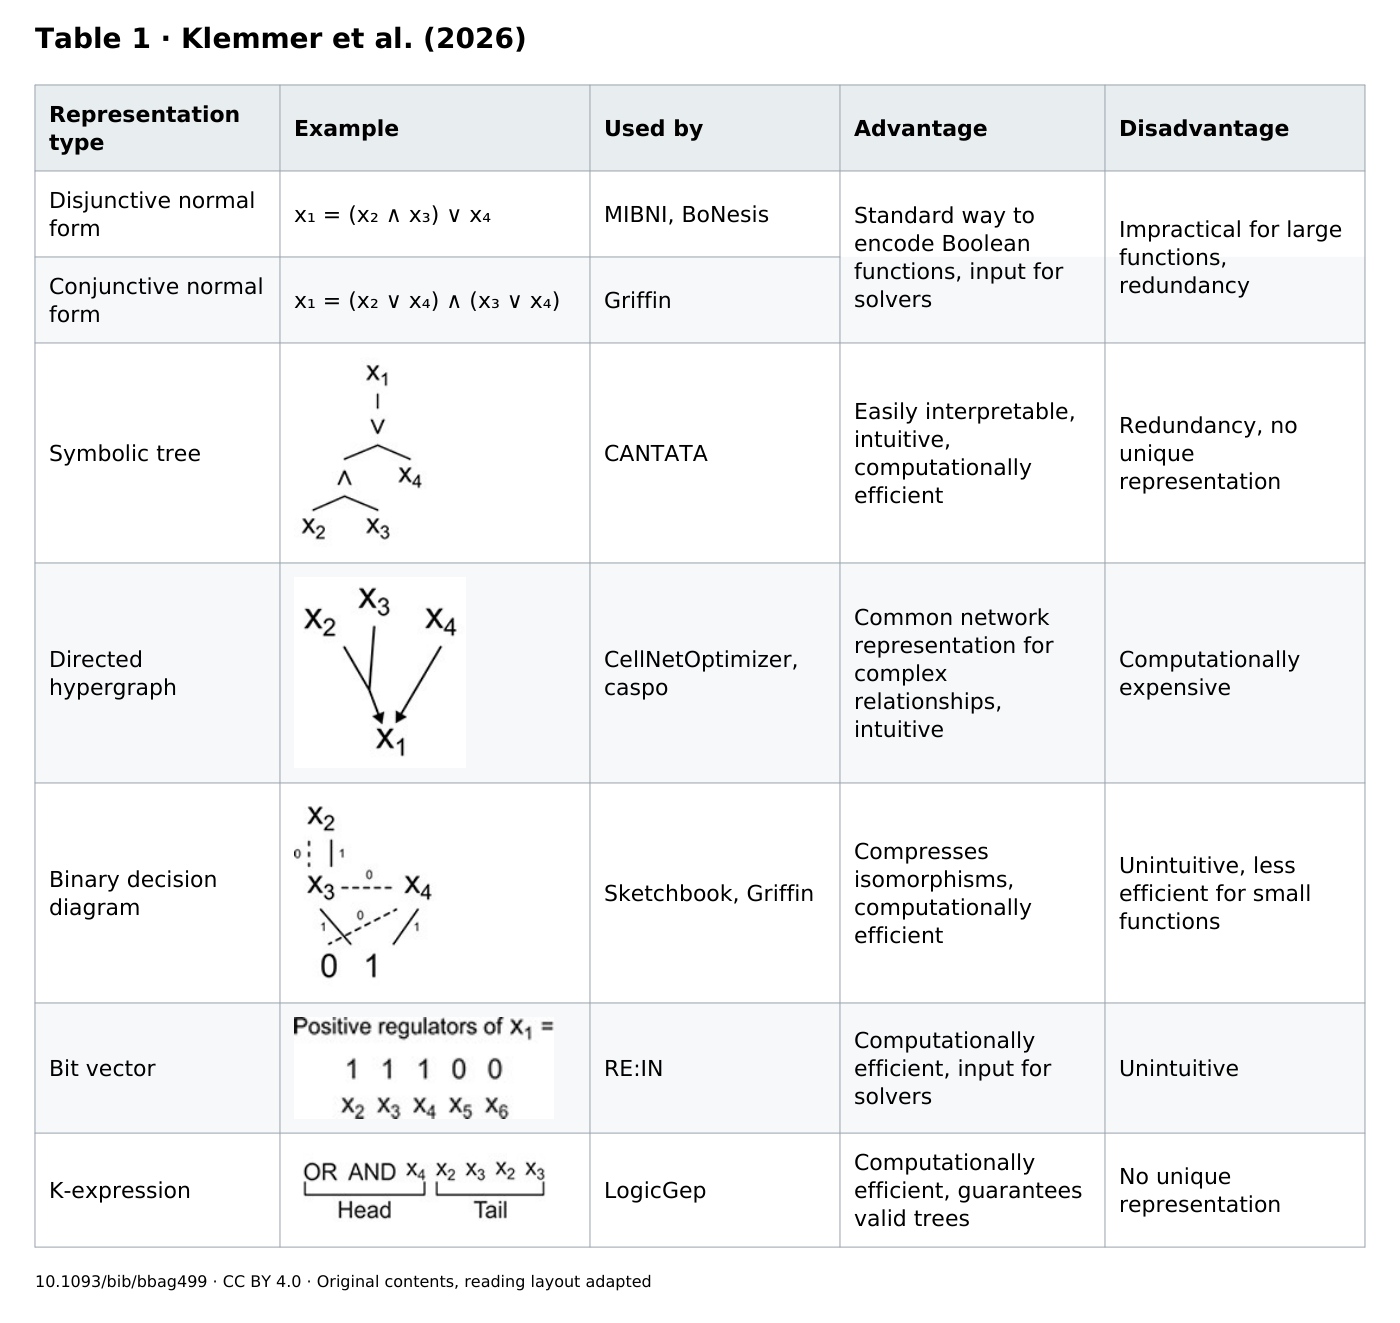 Table 1 · Klemmer et al. (2026)
Representation
type
Example
Used by
Advantage
Disadvantage
Disjunctive normal
form
x₁ = (x₂ ∧ x₃) ∨ x₄
MIBNI, BoNesis
Standard way to
encode Boolean
functions, input for
solvers
Impractical for large
functions,
redundancy
Conjunctive normal
form
x₁ = (x₂ ∨ x₄) ∧ (x₃ ∨ x₄)
Griffin
Symbolic tree
X₁
∨
∧ X₄
X₂ X₃
CANTATA
Easily interpretable,
intuitive,
computationally
efficient
Redundancy, no
unique
representation
Directed
hypergraph
X₂ X₃ X₄
X₁
CellNetOptimizer,
caspo
Common network
representation for
complex
relationships,
intuitive
Computationally
expensive
Binary decision
diagram
X₂
0 1
X₃ 0 X₄
1 0 1
0 1
Sketchbook, Griffin
Compresses
isomorphisms,
computationally
efficient
Unintuitive, less
efficient for small
functions
Bit vector
Positive regulators of X₁ =
1 1 1 0 0
X₂ X₃ X₄ X₅ X₆
RE:IN
Computationally
efficient, input for
solvers
Unintuitive
K-expression
OR AND X₄ X₂ X₃ X₂ X₃
Head Tail
LogicGep
Computationally
efficient, guarantees
valid trees
No unique
representation
10.1093/bib/bbag499 · CC BY 4.0 · Original contents, reading layout adapted